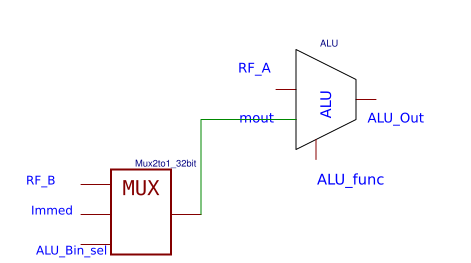 ALU
RF_A
ALU
mout
ALU_Out
Mux2to1_32bit
ALU_func
RF_B
MUX
Immed
ALU_Bin_sel